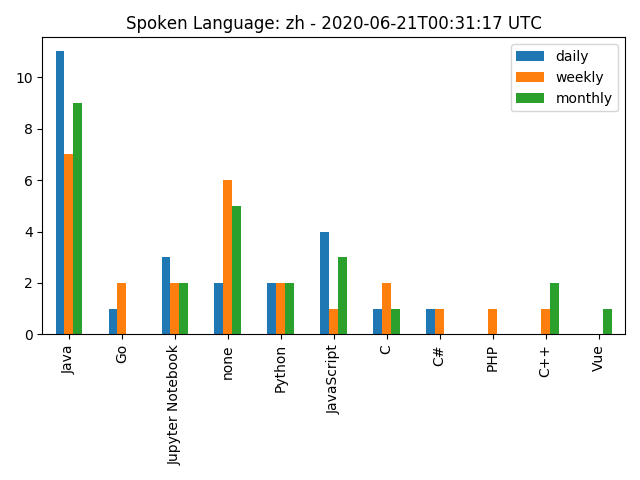 Spoken Language: zh - 2020-06-21T00:31:17 UTC
daily
weekly
monthly
10
8
6
4
2
0
Java
Go
Jupyter Notebook
none
Python
JavaScript
C
C#
PHP
C++
Vue